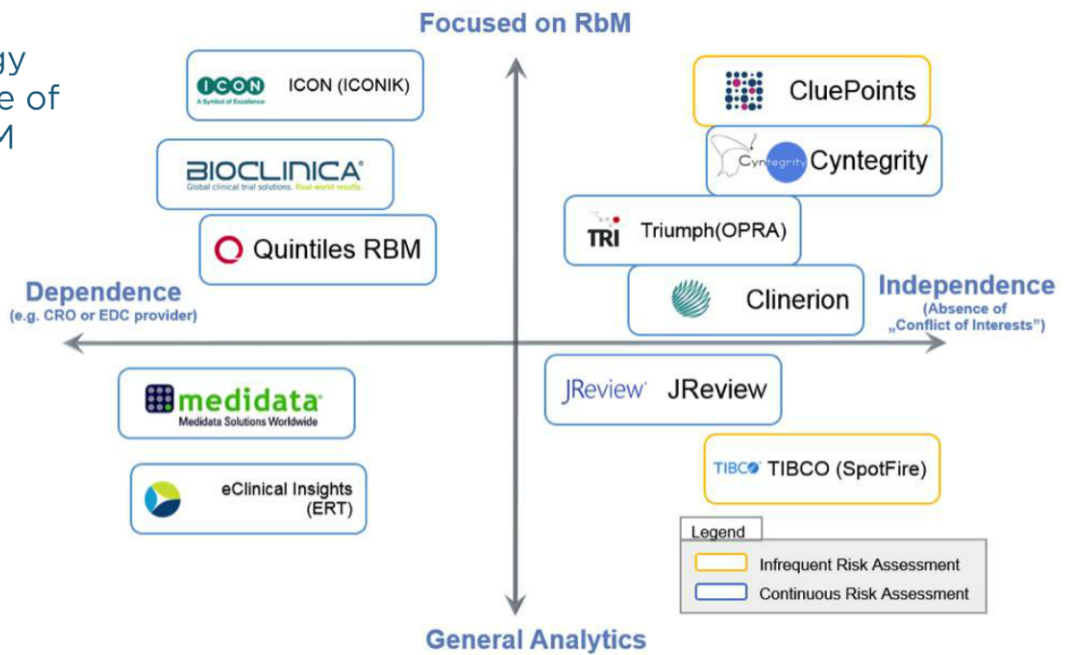 Focused on RbM
gy
e of
M
ICON
A Symbol of Excellence
ICON (ICONIK)
CluePoints
BIOCLINICA®
Global clinical trial solutions. Real-world results.
Cyntegrity Cyntegrity
Quintiles RBM
TRI Triumph(OPRA)
Clinerion
Dependence
(e.g. CRO or EDC provider)
Independence
(Absence of
„Conflict of Interests”)
medidata
Medidata Solutions Worldwide
JReview JReview
eClinical Insights
(ERT)
TIBCO TIBCO (SpotFire)
Legend
Infrequent Risk Assessment
Continuous Risk Assessment
General Analytics